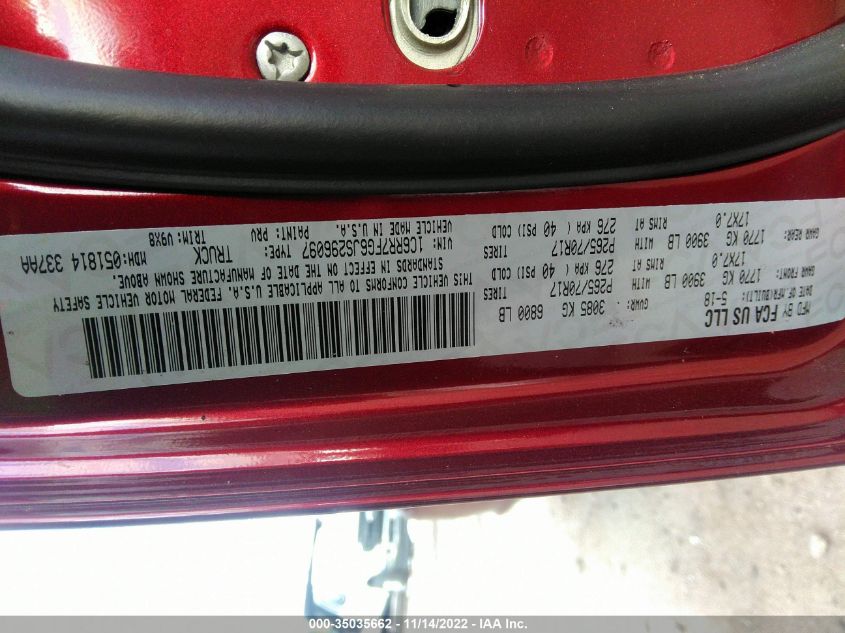 MFD BY FCA US LLC
DATE OF MFR(BUILT): 5-18
GVWR: 3085 KG 6800 LB
GAWR FRONT: 1770 KG 3900 LB WITH P265/70R17 TIRES
17X7.0 RIMS AT 276 KPA ( 40 PSI) COLD
GAWR REAR: 1770 KG 3900 LB WITH P265/70R17 TIRES
17X7.0 RIMS AT 276 KPA ( 40 PSI) COLD
THIS VEHICLE CONFORMS TO ALL APPLICABLE U.S.A. FEDERAL MOTOR VEHICLE SAFETY
STANDARDS IN EFFECT ON THE DATE OF MANUFACTURE SHOWN ABOVE.
VIN: 1C6RR7FG6JS296097 TYPE: TRUCK MDH:051814 337AA
VEHICLE MADE IN U.S.A. PAINT: PRV TRIM: V9X8
000-35035662 - 11/14/2022 - IAA Inc.